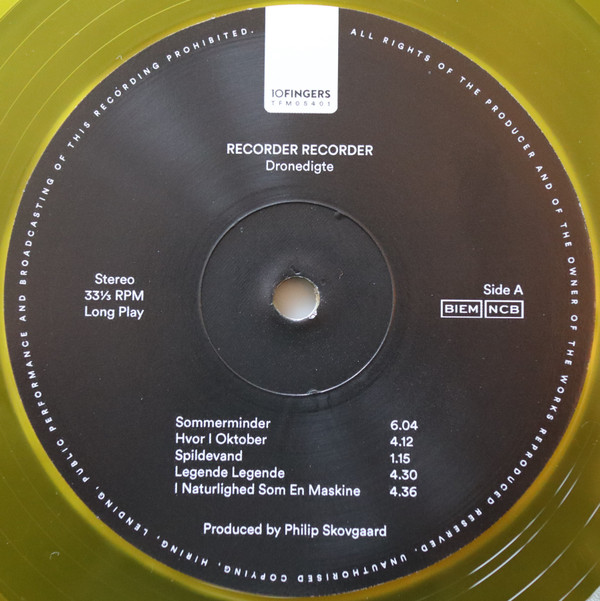 10FINGERS
TFM05401
RECORDER RECORDER
Dronedigte
Stereo
33⅓ RPM
Long Play
Side A
BIEM NCB
Sommerminder 6.04
Hvor I Oktober 4.12
Spildevand 1.15
Legende Legende 4.30
I Naturlighed Som En Maskine 4.36
Produced by Philip Skovgaard
ALL RIGHTS OF THE PRODUCER AND OF THE OWNER OF THE WORKS REPRODUCED RESERVED. UNAUTHORISED COPYING, HIRING, LENDING, PUBLIC PERFORMANCE AND BROADCASTING OF THIS RECORDING PROHIBITED.